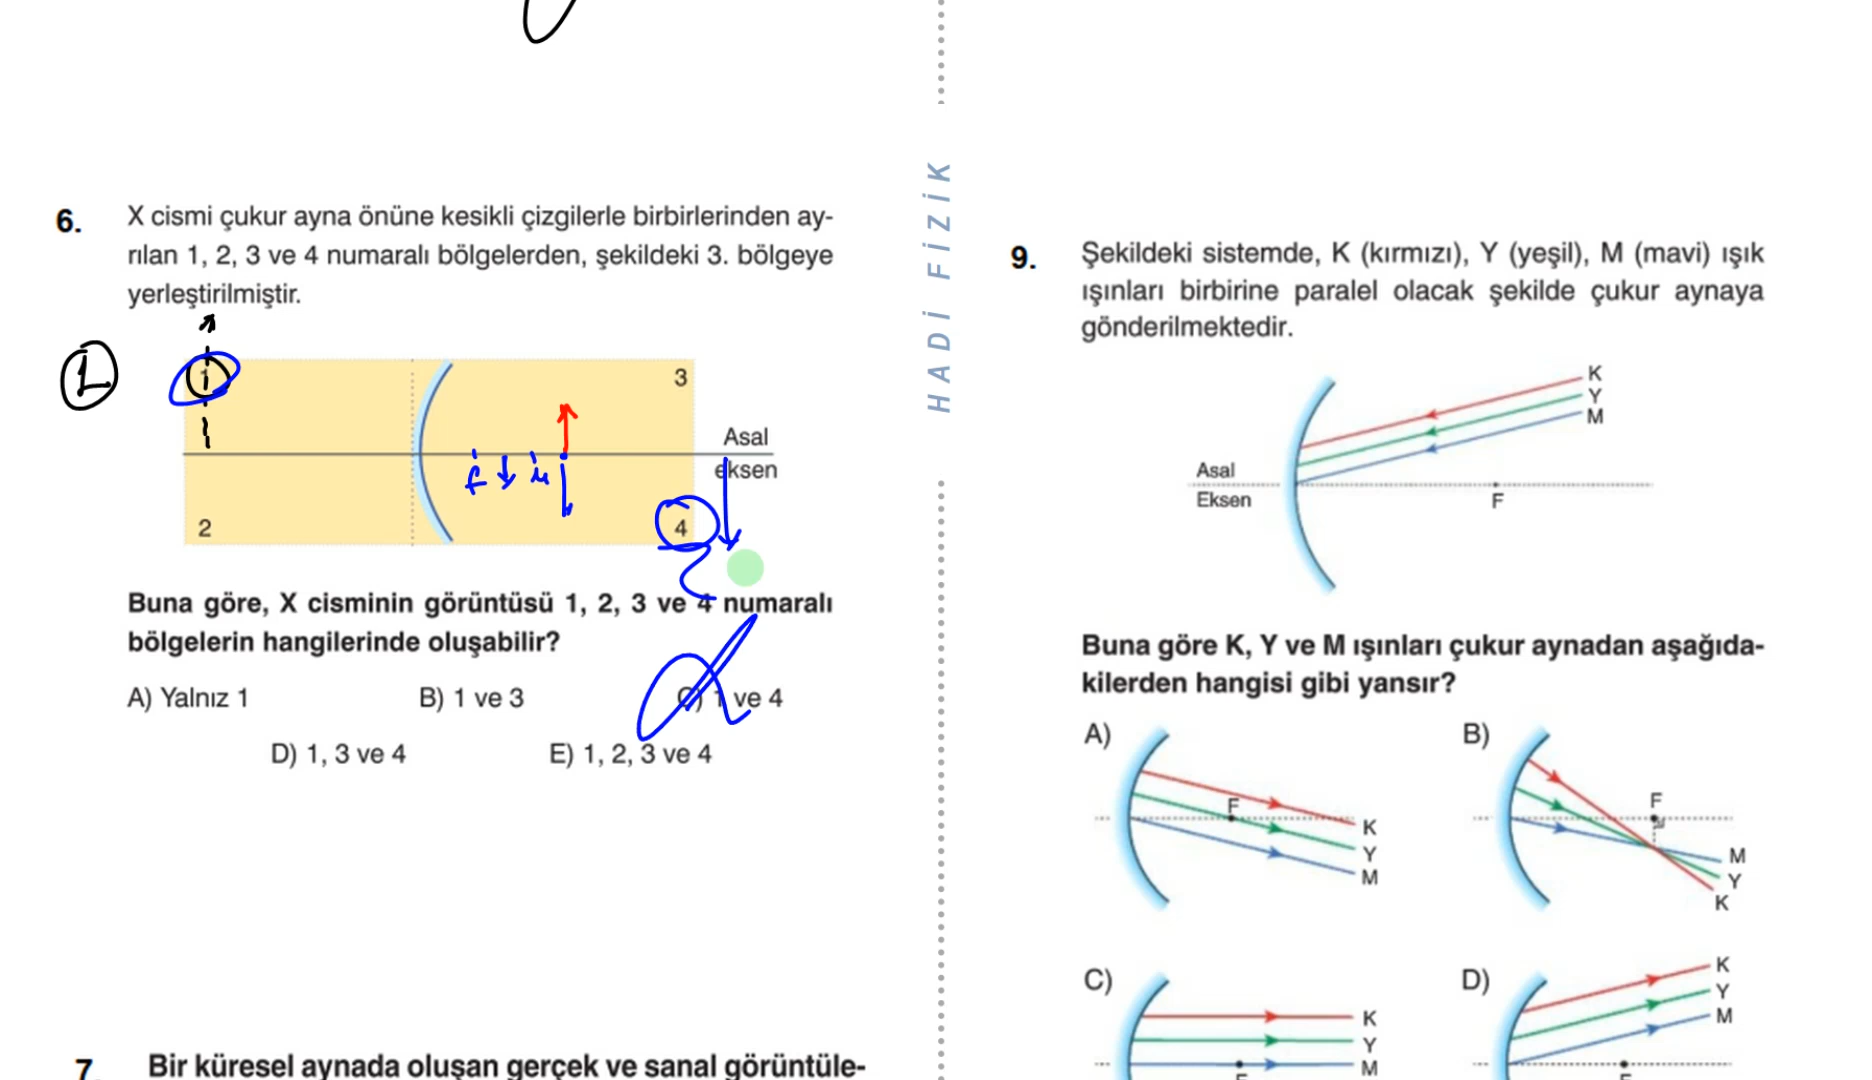 6. X cismi çukur ayna önüne kesikli çizgilerle birbirlerinden ay-
rılan 1, 2, 3 ve 4 numaralı bölgelerden, şekildeki 3. bölgeye
yerleştirilmiştir.
1
1
3
Asal
eksen
f
M
2
4
Buna göre, X cisminin görüntüsü 1, 2, 3 ve 4 numaralı
bölgelerin hangilerinde oluşabilir?
A) Yalnız 1 B) 1 ve 3 C) 1 ve 4
D) 1, 3 ve 4 E) 1, 2, 3 ve 4
7. Bir küresel aynada oluşan gerçek ve sanal görüntüle-
HADİ FİZİK
9. Şekildeki sistemde, K (kırmızı), Y (yeşil), M (mavi) ışık
ışınları birbirine paralel olacak şekilde çukur aynaya
gönderilmektedir.
K
Y
M
Asal
Eksen
F
Buna göre K, Y ve M ışınları çukur aynadan aşağıda-
kilerden hangisi gibi yansır?
A)
F
K
Y
M
B)
F
M
Y
K
C)
K
Y
M
F
D)
K
Y
M
F